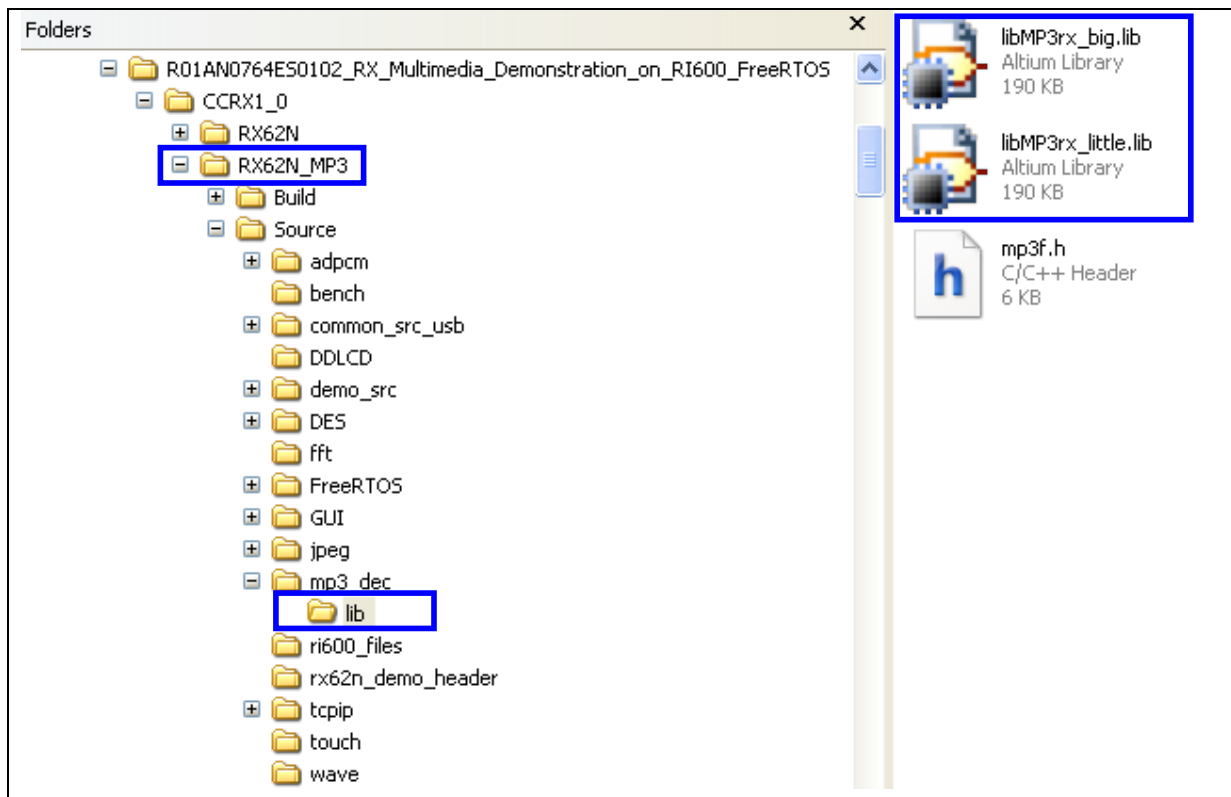 Folders
R01AN0764ES0102_RX_Multimedia_Demonstration_on_RI600_FreeRTOS
CCRX1_0
RX62N
RX62N_MP3
Build
Source
adpcm
bench
common_src_usb
DDLCD
demo_src
DES
fft
FreeRTOS
GUI
jpeg
mp3_dec
lib
ri600_files
rx62n_demo_header
tcpip
touch
wave
libMP3rx_big.lib
Altium Library
190 KB
libMP3rx_little.lib
Altium Library
190 KB
h
mp3f.h
C/C++ Header
6 KB